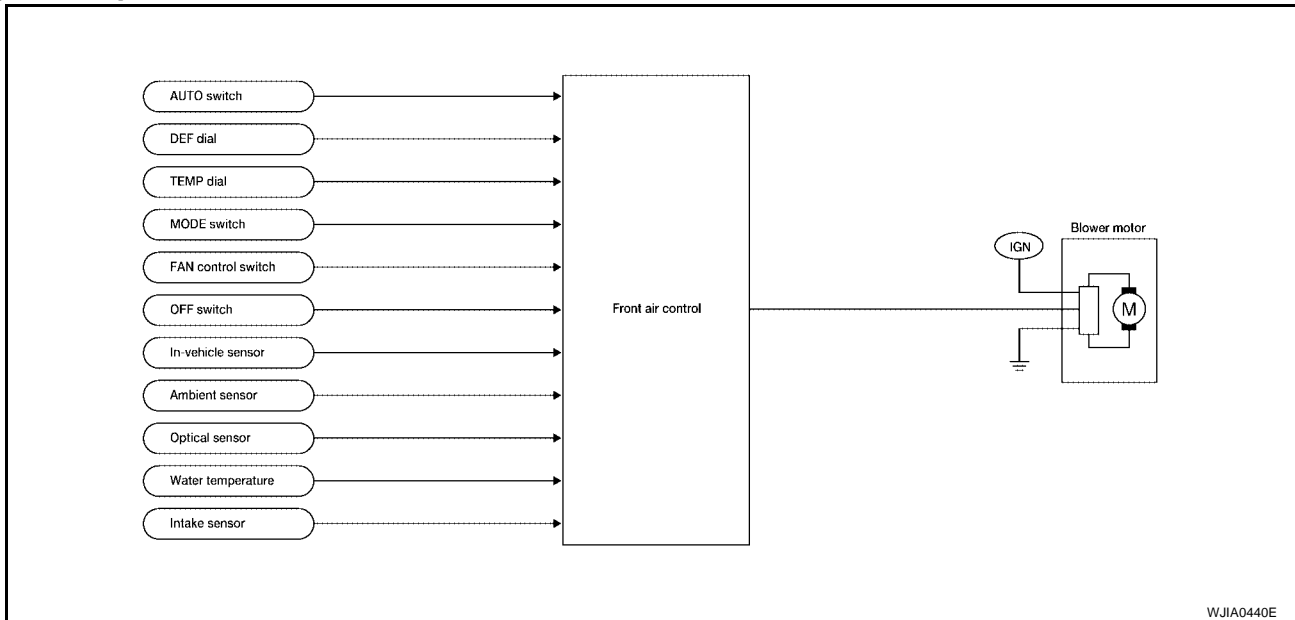 AUTO switch
DEF dial
TEMP dial
MODE switch
FAN control switch
OFF switch
In-vehicle sensor
Ambient sensor
Optical sensor
Water temperature
Intake sensor
Front air control
IGN
Blower motor
M
WJIA0440E